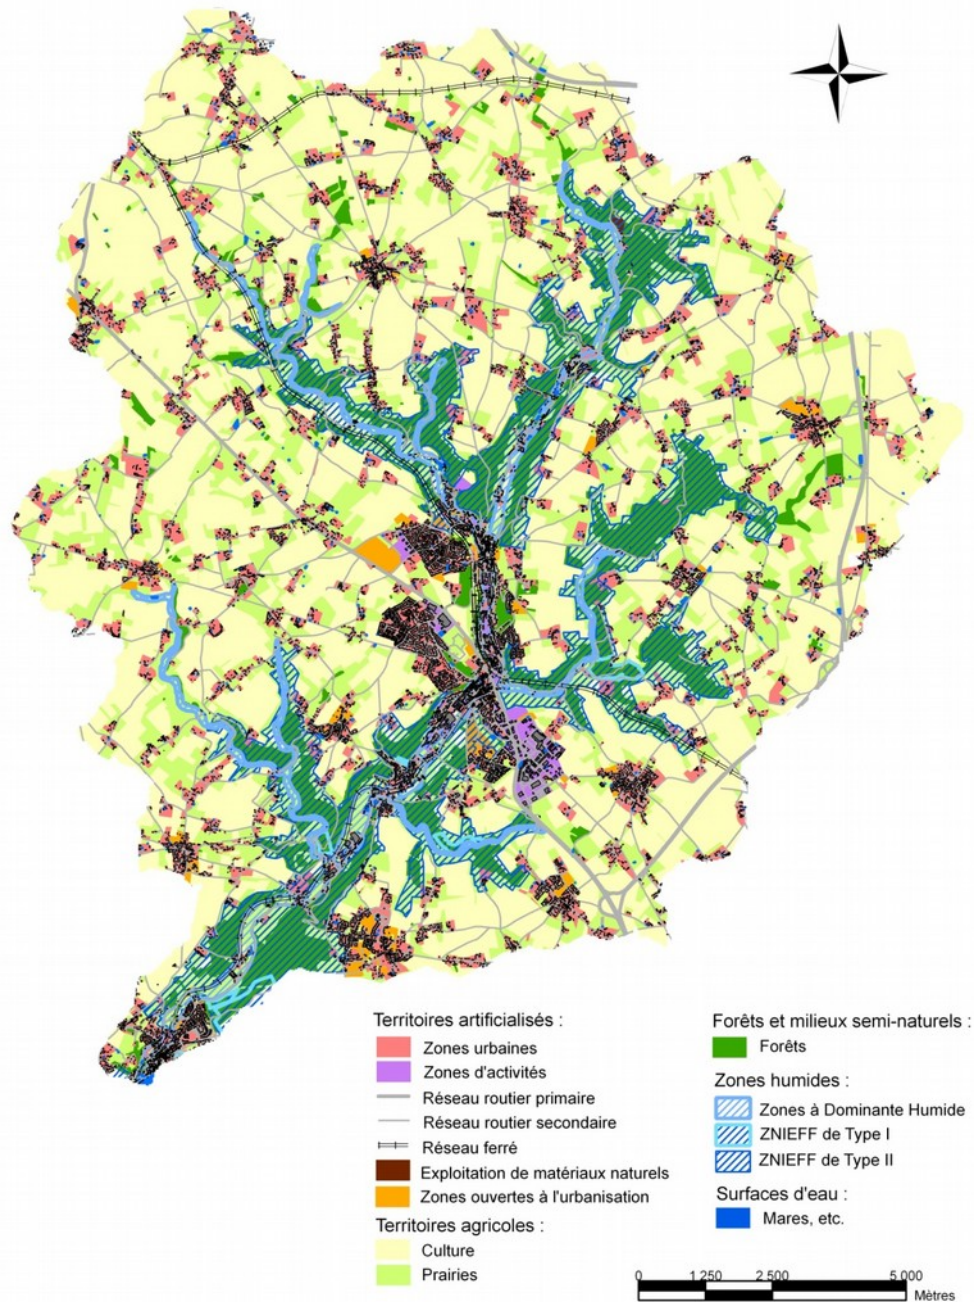 Territoires artificialisés :
Zones urbaines
Zones d'activités
Réseau routier primaire
Réseau routier secondaire
Réseau ferré
Exploitation de matériaux naturels
Zones ouvertes à l'urbanisation
Territoires agricoles :
Culture
Prairies
Forêts et milieux semi-naturels :
Forêts
Zones humides :
Zones à Dominante Humide
ZNIEFF de Type I
ZNIEFF de Type II
Surfaces d'eau :
Mares, etc.
0 1 250 2 500 5 000
Mètres